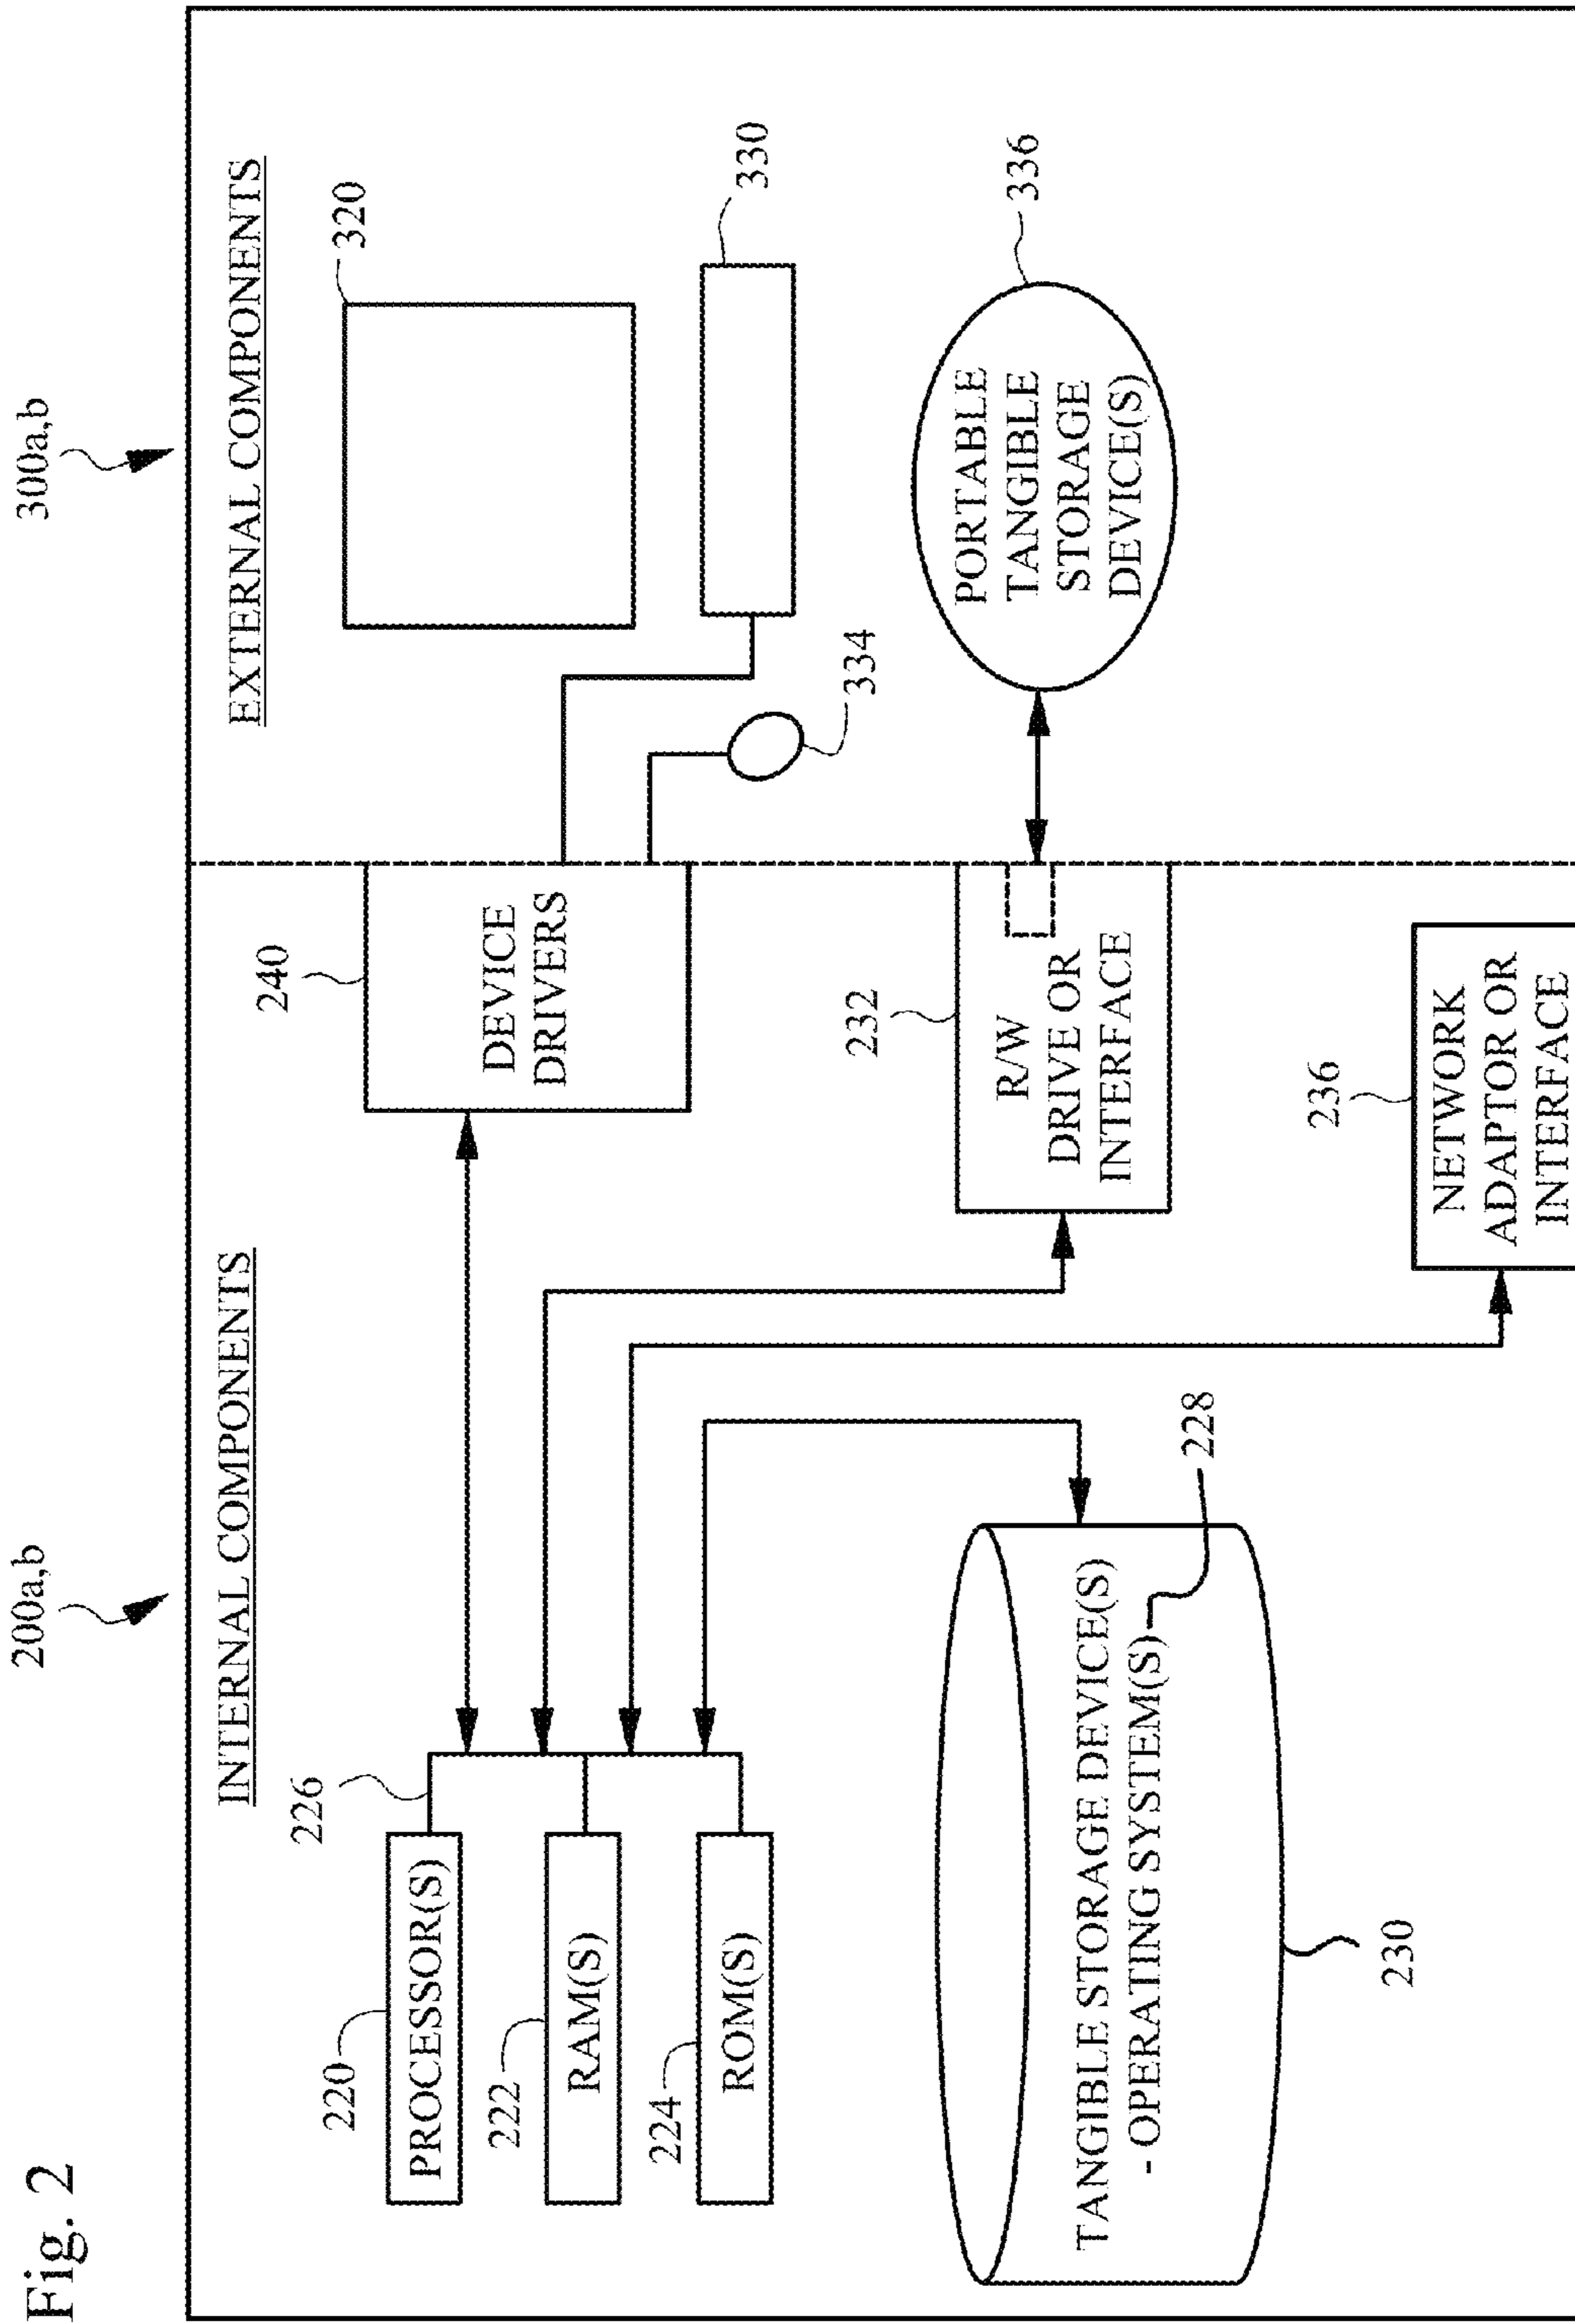 Fig. 2
200a,b
300a,b
INTERNAL COMPONENTS
EXTERNAL COMPONENTS
220
PROCESSOR(S)
222
RAM(S)
224
ROM(S)
226
240
DEVICE
DRIVERS
320
330
334
232
R/W
DRIVE OR
INTERFACE
PORTABLE
TANGIBLE
STORAGE
DEVICE(S)
336
TANGIBLE STORAGE DEVICE(S)
- OPERATING SYSTEM(S)
228
230
236
NETWORK
ADAPTOR OR
INTERFACE